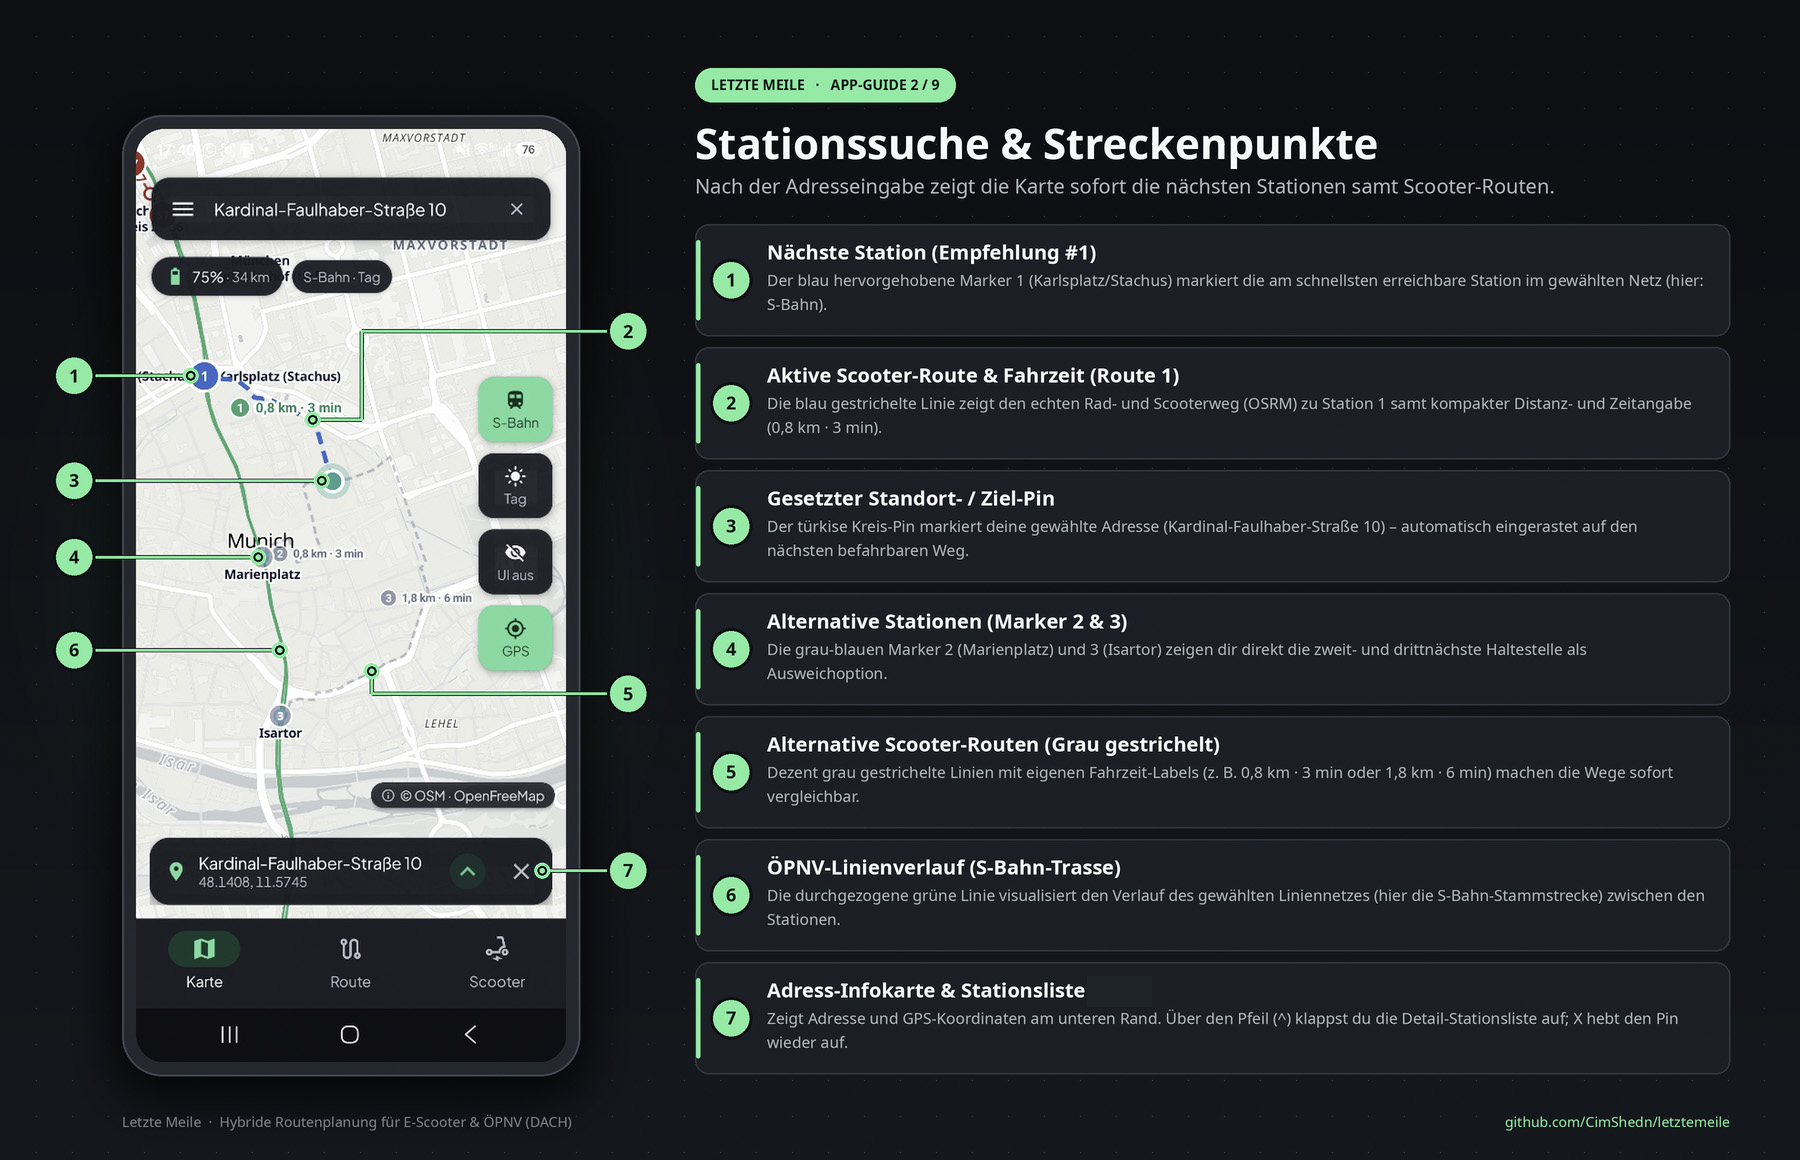 LETZTE MEILE · APP-GUIDE 2 / 9
Stationssuche & Streckenpunkte
Nach der Adresseingabe zeigt die Karte sofort die nächsten Stationen samt Scooter-Routen.
MAXVORSTADT
17:40
76
Kardinal-Faulhaber-Straße 10
MAXVORSTADT
75% · 34 km
S-Bahn · Tag
2
1
1
Karlsplatz (Stachus)
1 0,8 km · 3 min
S-Bahn
3
Tag
Munich
4
2 0,8 km · 3 min
Marienplatz
UI aus
3 1,8 km · 6 min
6
GPS
5
3
Isartor
LEHEL
Isar
Isar
© OSM · OpenFreeMap
Kardinal-Faulhaber-Straße 10
48.1408, 11.5745
7
Karte
Route
Scooter
1
Nächste Station (Empfehlung #1)
Der blau hervorgehobene Marker 1 (Karlsplatz/Stachus) markiert die am schnellsten erreichbare Station im gewählten Netz (hier:
S-Bahn).
2
Aktive Scooter-Route & Fahrzeit (Route 1)
Die blau gestrichelte Linie zeigt den echten Rad- und Scooterweg (OSRM) zu Station 1 samt kompakter Distanz- und Zeitangabe
(0,8 km · 3 min).
3
Gesetzter Standort- / Ziel-Pin
Der türkise Kreis-Pin markiert deine gewählte Adresse (Kardinal-Faulhaber-Straße 10) – automatisch eingerastet auf den
nächsten befahrbaren Weg.
4
Alternative Stationen (Marker 2 & 3)
Die grau-blauen Marker 2 (Marienplatz) und 3 (Isartor) zeigen dir direkt die zweit- und drittnächste Haltestelle als
Ausweichoption.
5
Alternative Scooter-Routen (Grau gestrichelt)
Dezent grau gestrichelte Linien mit eigenen Fahrzeit-Labels (z. B. 0,8 km · 3 min oder 1,8 km · 6 min) machen die Wege sofort
vergleichbar.
6
ÖPNV-Linienverlauf (S-Bahn-Trasse)
Die durchgezogene grüne Linie visualisiert den Verlauf des gewählten Liniennetzes (hier die S-Bahn-Stammstrecke) zwischen den
Stationen.
7
Adress-Infokarte & Stationsliste
Zeigt Adresse und GPS-Koordinaten am unteren Rand. Über den Pfeil (^) klappst du die Detail-Stationsliste auf; X hebt den Pin
wieder auf.
Letzte Meile · Hybride Routenplanung für E-Scooter & ÖPNV (DACH)
github.com/CimShedn/letztemeile